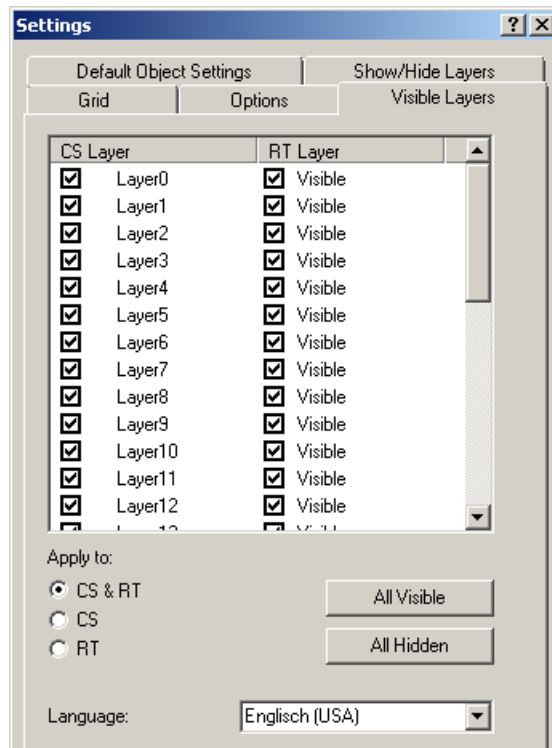 Settings
Default Object Settings Show/Hide Layers
Grid Options Visible Layers
CS Layer RT Layer
Layer0 Visible
Layer1 Visible
Layer2 Visible
Layer3 Visible
Layer4 Visible
Layer5 Visible
Layer6 Visible
Layer7 Visible
Layer8 Visible
Layer9 Visible
Layer10 Visible
Layer11 Visible
Layer12 Visible
Apply to:
CS & RT All Visible
CS
RT All Hidden
Language: Englisch (USA)